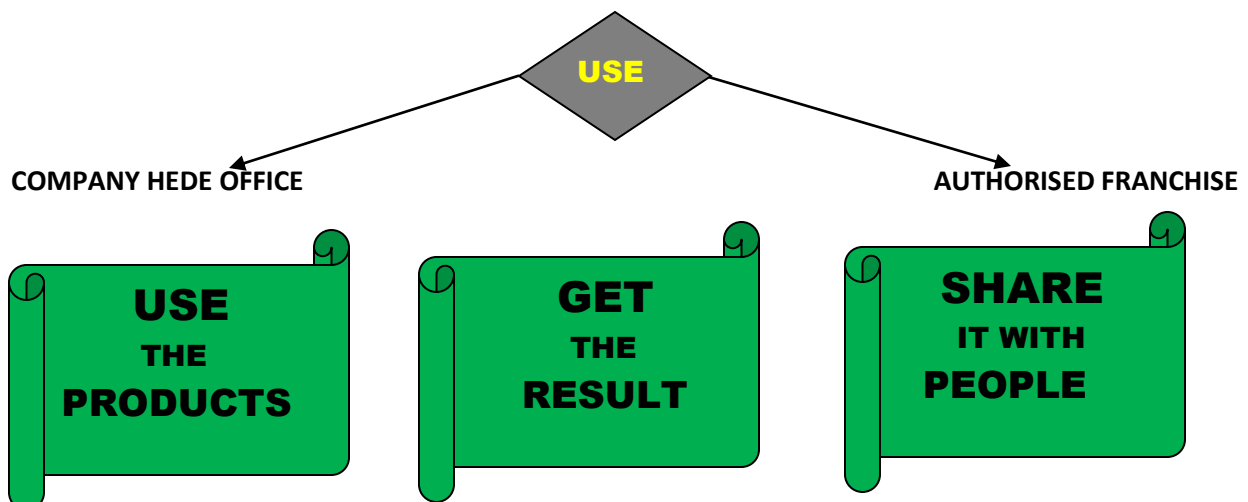 USE
COMPANY HEDE OFFICE
AUTHORISED FRANCHISE
USE
THE
PRODUCTS
GET
THE
RESULT
SHARE
IT WITH
PEOPLE